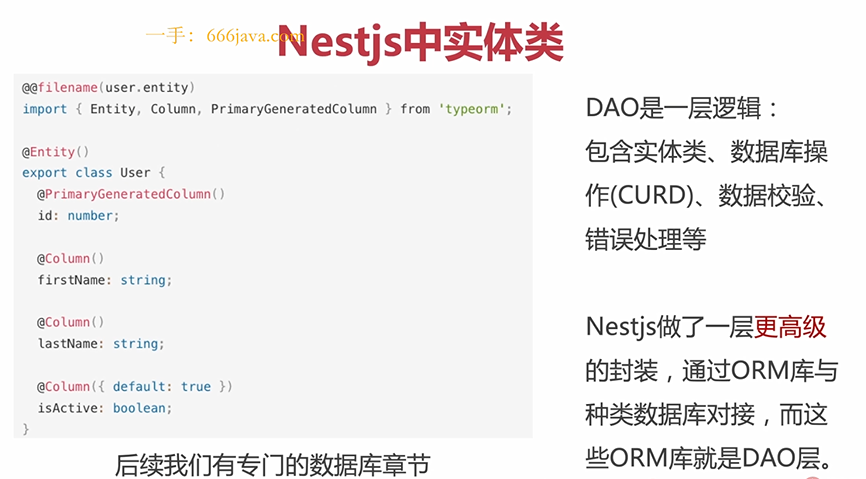 一手：666java.com
Nestjs中实体类
@@filename(user.entity)
import { Entity, Column, PrimaryGeneratedColumn } from 'typeorm';
@Entity()
export class User {
@PrimaryGeneratedColumn()
id: number;
@Column()
firstName: string;
@Column()
lastName: string;
@Column({ default: true })
isActive: boolean;
}
后续我们有专门的数据库章节
DAO是一层逻辑：
包含实体类、数据库操
作(CURD)、数据校验、
错误处理等
Nestjs做了一层更高级
的封装，通过ORM库与
种类数据库对接，而这
些ORM库就是DAO层。